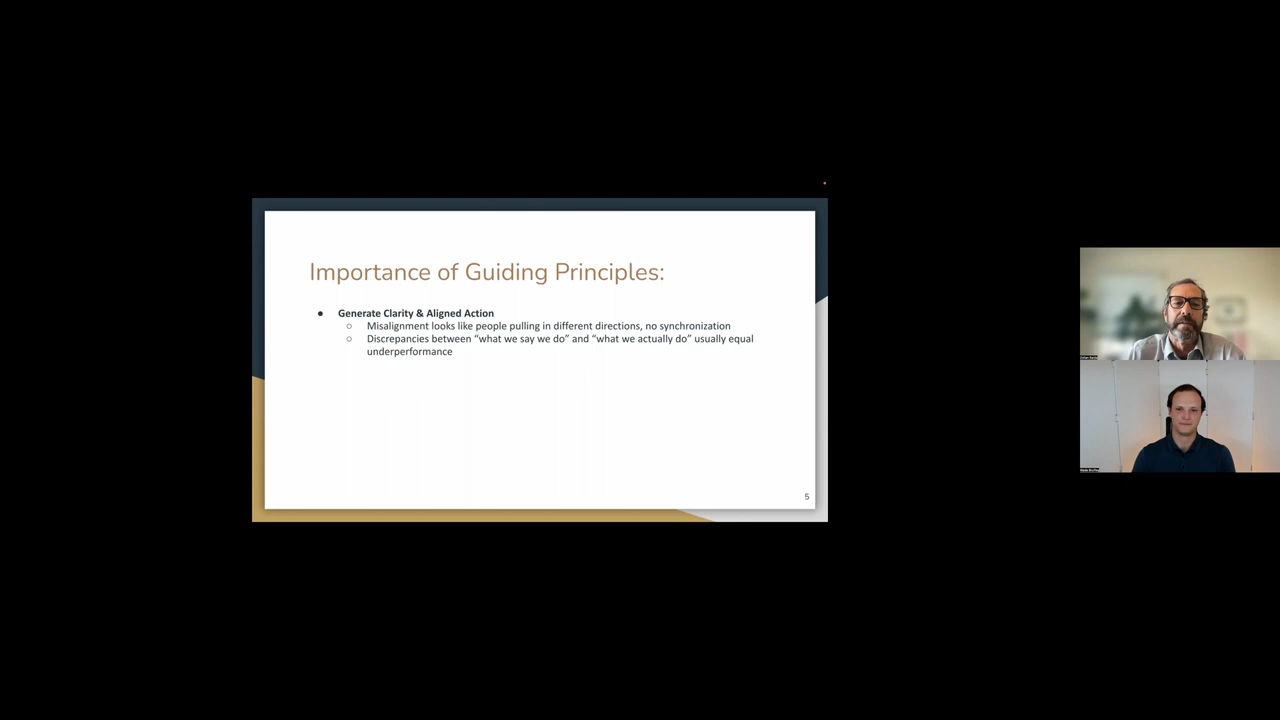 Importance of Guiding Principles:
● Generate Clarity & Aligned Action
○ Misalignment looks like people pulling in different directions, no synchronization
○ Discrepancies between “what we say we do” and “what we actually do” usually equal
underperformance
5